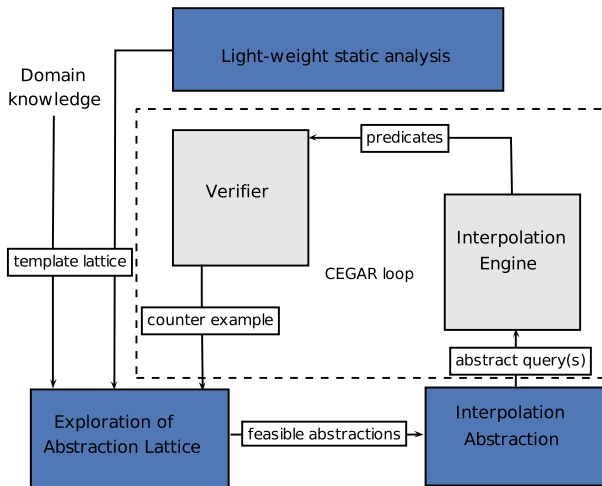 Light-weight static analysis
Domain
knowledge
predicates
Verifier
Interpolation
Engine
template lattice
CEGAR loop
counter example
abstract query(s)
Exploration of
Abstraction Lattice
feasible abstractions
Interpolation
Abstraction